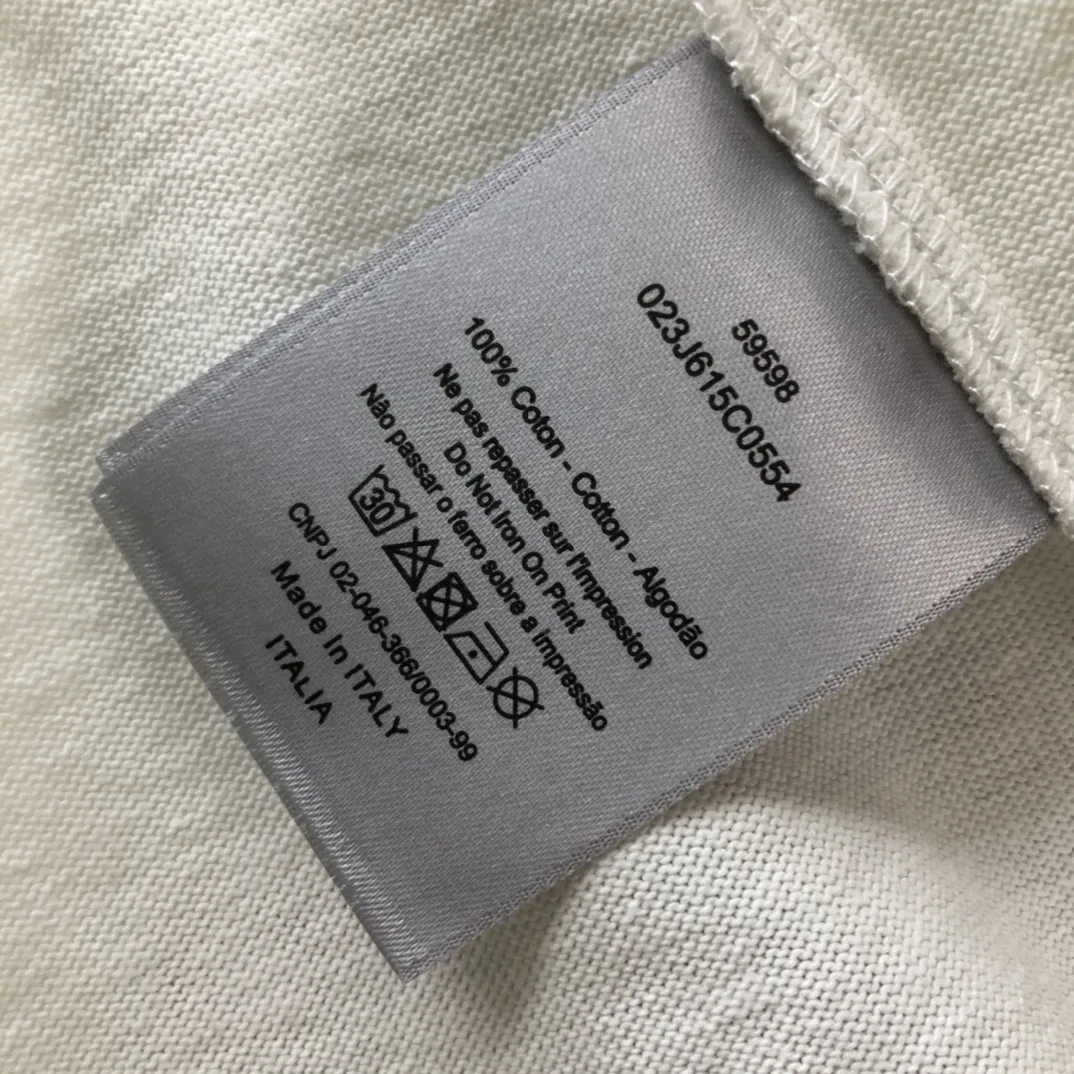 59598
023J615C0554
100% Coton - Cotton - Algodão
Ne pas repasser sur l'impression
Do Not Iron On Print
Não passar o ferro sobre a impressão
30
CNPJ 02-046-366/0003-99
Made In ITALY
ITALIA